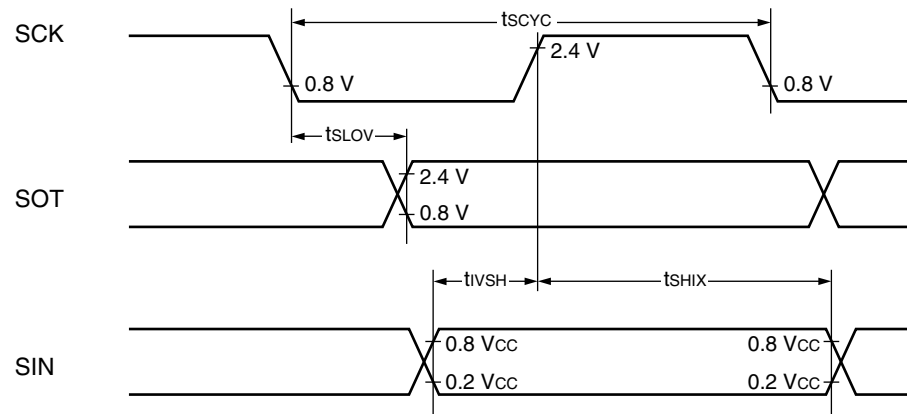 tSCYC
SCK
2.4 V
0.8 V
0.8 V
tSLOV
SOT
2.4 V
0.8 V
tIVSH
tSHIX
SIN
0.8 VCC
0.8 VCC
0.2 VCC
0.2 VCC